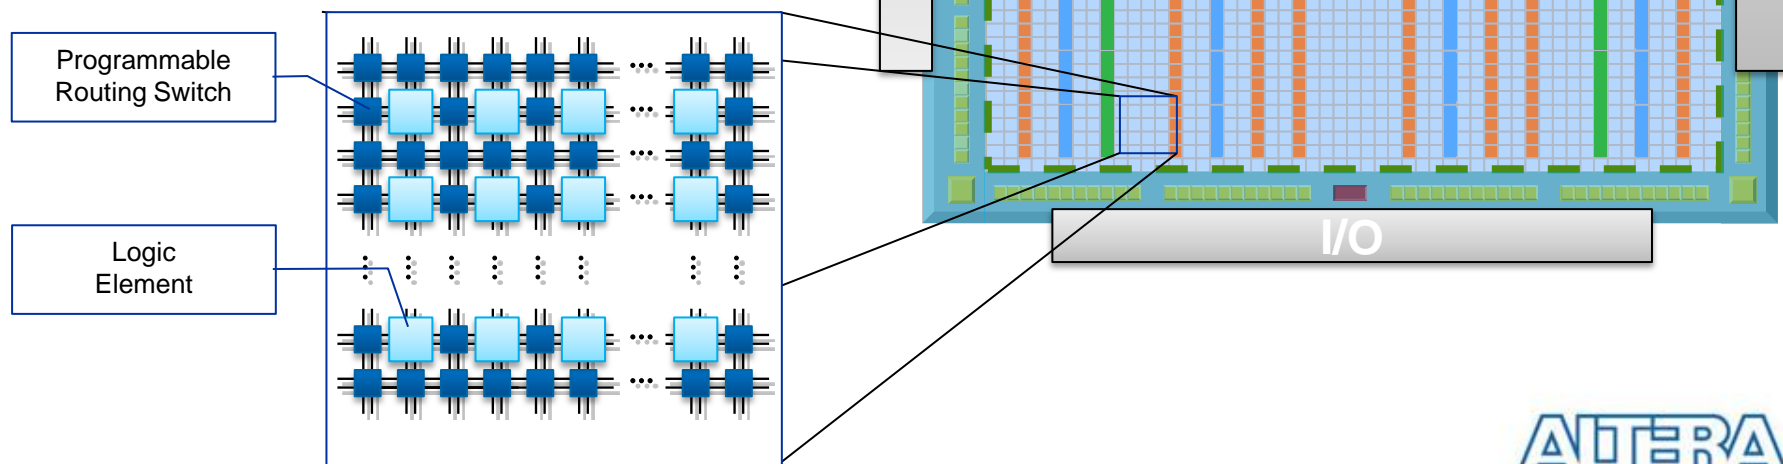 Programmable
Routing Switch
Logic
Element
I/O
ALTERA